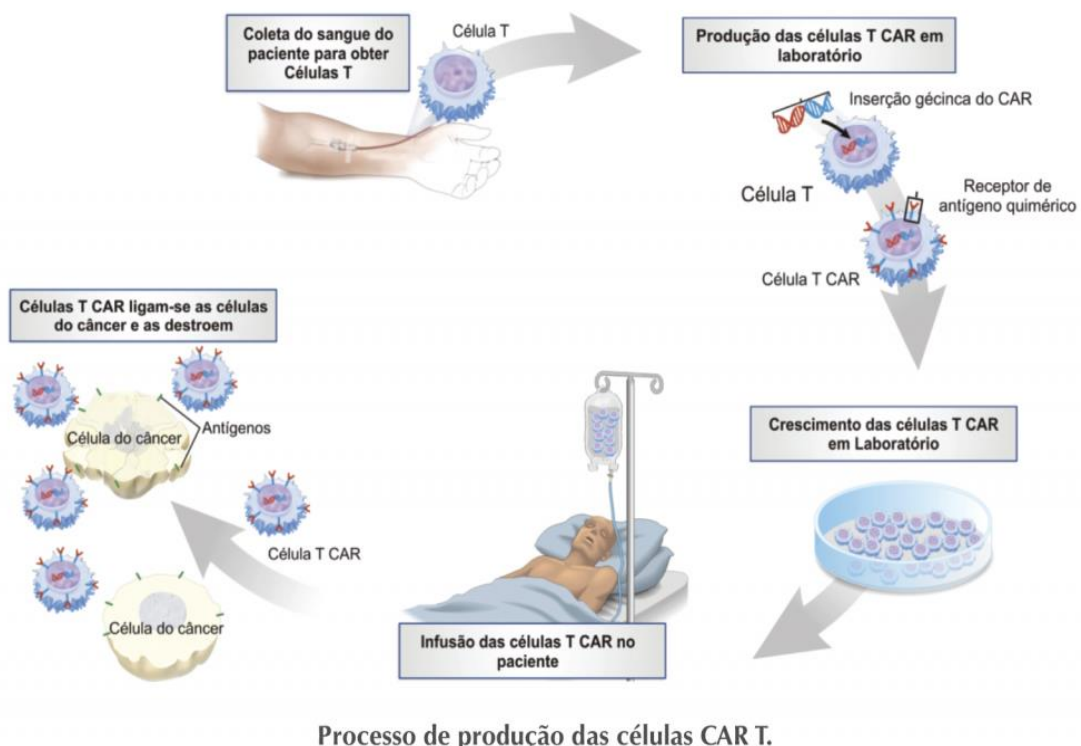 Coleta do sangue do
paciente para obter
Células T
Célula T
Produção das células T CAR em
laboratório
Inserção gécinca do CAR
Célula T
Receptor de
antígeno quimérico
Célula T CAR
Crescimento das células T CAR
em Laboratório
Infusão das células T CAR no
paciente
Células T CAR ligam-se as células
do câncer e as destroem
Célula do câncer
Antígenos
Célula T CAR
Célula do câncer
Processo de produção das células CAR T.